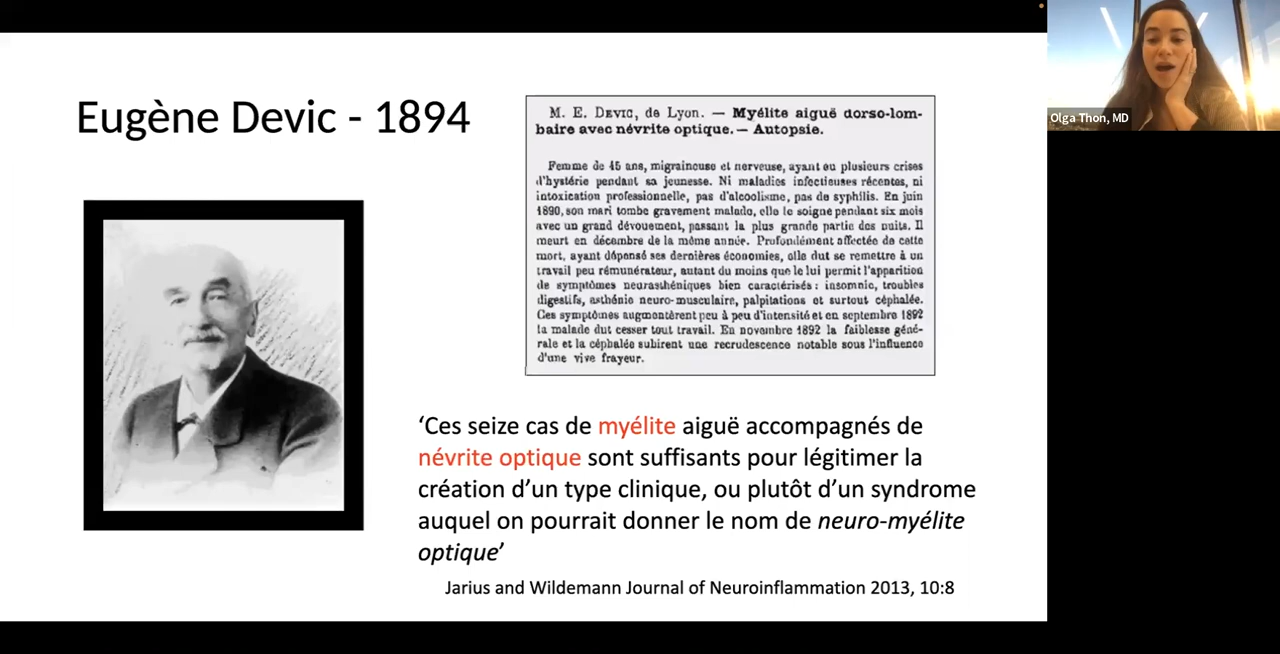 Eugène Devic - 1894
M. E. Devic, de Lyon. — Myélite aiguë dorso-lom-
baire avec névrite optique. — Autopsie.
Femme de 45 ans, migraineuse et nerveuse, ayant eu plusieurs crises
d'hystérie pendant sa jeunesse. Ni maladies infectieuses récentes, ni
intoxication professionnelle, pas d'alcoolisme, pas de syphilis. En juin
1890, son mari tombe gravement malade, elle le soigne pendant six mois
avec un grand dévouement, passant la plus grande partie des nuits. Il
meurt en décembre de la même année. Profondément affectée de cette
mort, ayant dépensé ses dernières économies, elle dut se remettre à un
travail peu rémunérateur, autant du moins que le lui permit l'apparition
de symptômes neurasthéniques bien caractérisés : insomnie, troubles
digestifs, asthénie neuro-musculaire, palpitations et surtout céphalée.
Ces symptômes augmentèrent peu à peu d'intensité et en septembre 1892
la malade dut cesser tout travail. En novembre 1892 la faiblesse géné-
rale et la céphalée subirent une recrudescence notable sous l'influence
d'une vive frayeur.
‘Ces seize cas de myélite aiguë accompagnés de
névrite optique sont suffisants pour légitimer la
création d’un type clinique, ou plutôt d’un syndrome
auquel on pourrait donner le nom de neuro-myélite
optique’
Jarius and Wildemann Journal of Neuroinflammation 2013, 10:8
Olga Thon, MD